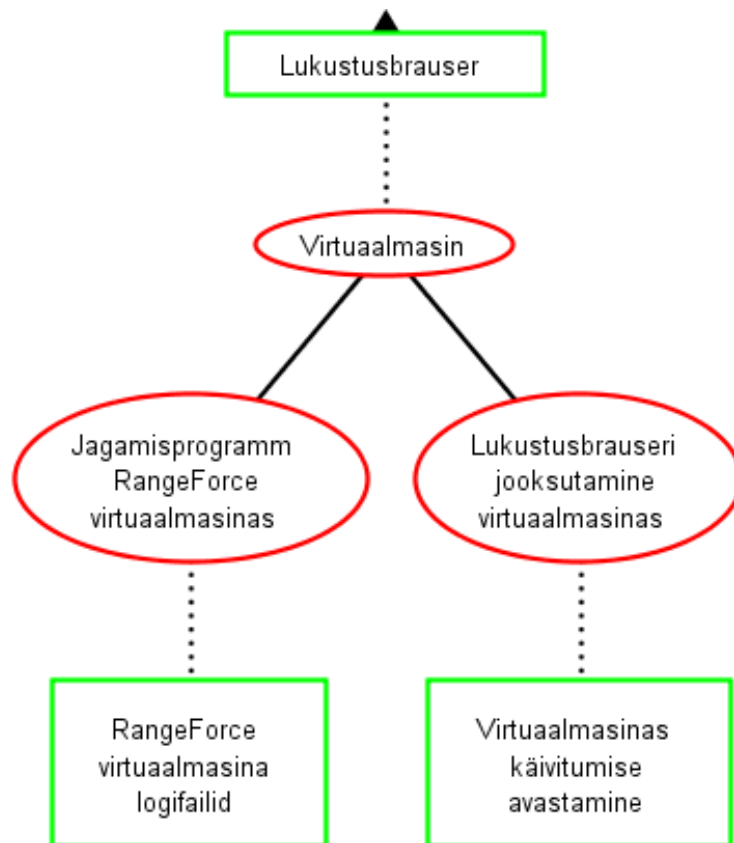 Lukustusbrauser
Virtuaalmasin
Jagamisprogramm
RangeForce
virtuaalmasinas
Lukustusbrauseri
jooksutamine
virtuaalmasinas
RangeForce
virtuaalmasina
logifailid
Virtuaalmasinas
käivitumise
avastamine